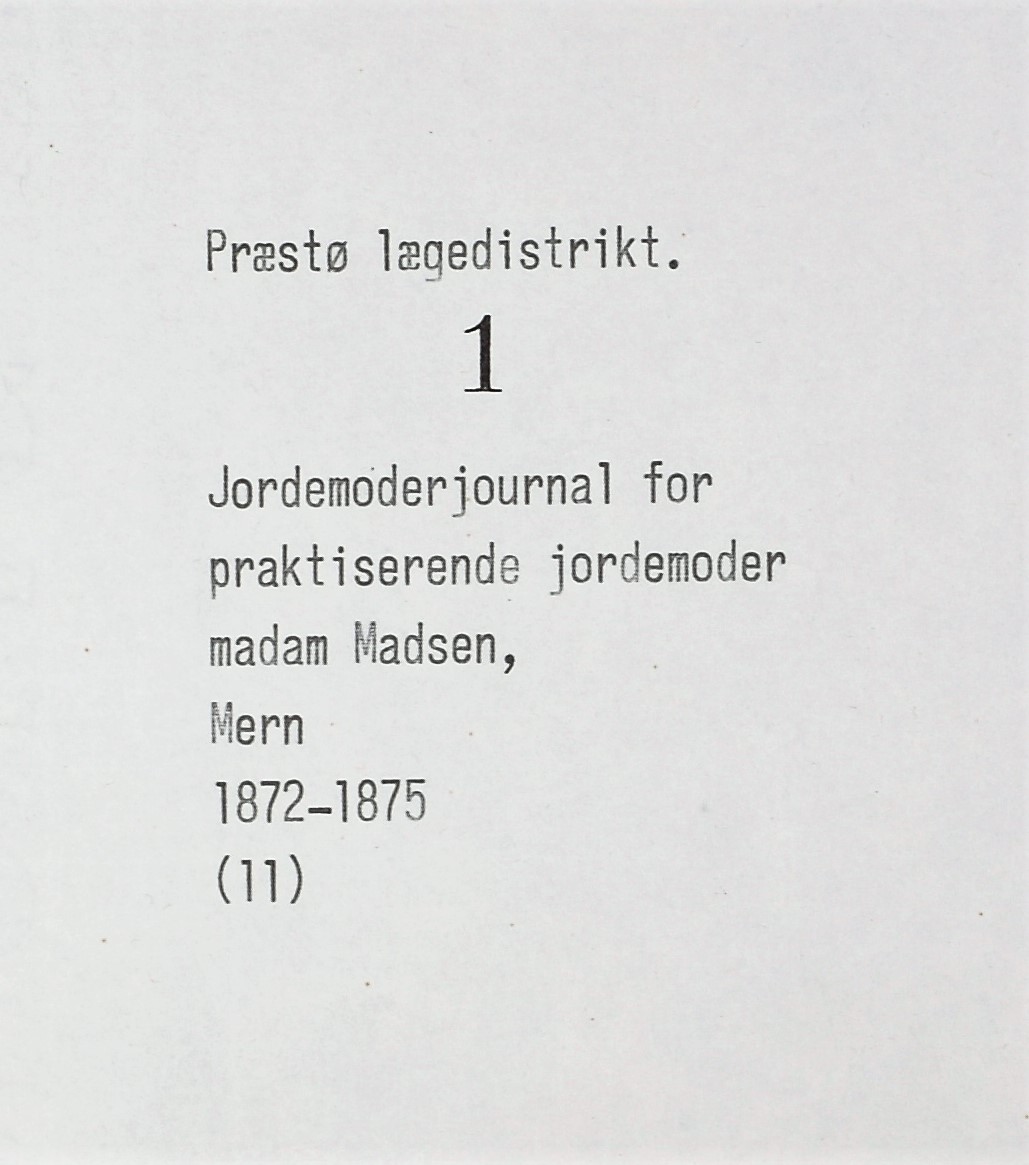 Præstø lægedistrikt.
1
Jordemoderjournal for
praktiserende jordemoder
madam Madsen,
Mern
1872-1875
(11)